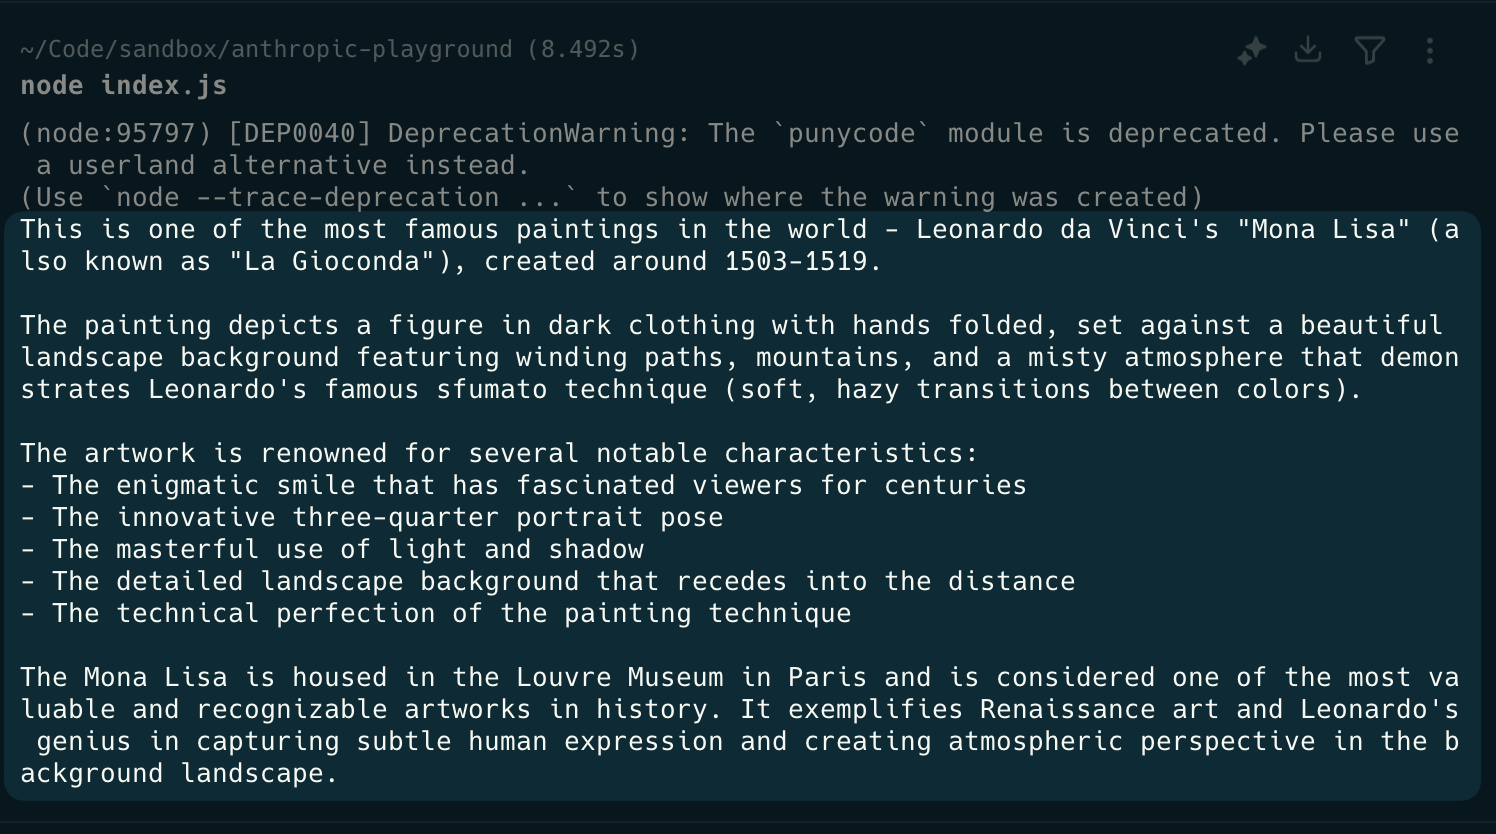 ~/Code/sandbox/anthropic-playground (8.492s)
node index.js
(node:95797) [DEP0040] DeprecationWarning: The `punycode` module is deprecated. Please use
 a userland alternative instead.
(Use `node --trace-deprecation ...` to show where the warning was created)
This is one of the most famous paintings in the world - Leonardo da Vinci's "Mona Lisa" (a
lso known as "La Gioconda"), created around 1503-1519.

The painting depicts a figure in dark clothing with hands folded, set against a beautiful
landscape background featuring winding paths, mountains, and a misty atmosphere that demon
strates Leonardo's famous sfumato technique (soft, hazy transitions between colors).

The artwork is renowned for several notable characteristics:
- The enigmatic smile that has fascinated viewers for centuries
- The innovative three-quarter portrait pose
- The masterful use of light and shadow
- The detailed landscape background that recedes into the distance
- The technical perfection of the painting technique

The Mona Lisa is housed in the Louvre Museum in Paris and is considered one of the most va
luable and recognizable artworks in history. It exemplifies Renaissance art and Leonardo's
 genius in capturing subtle human expression and creating atmospheric perspective in the b
ackground landscape.